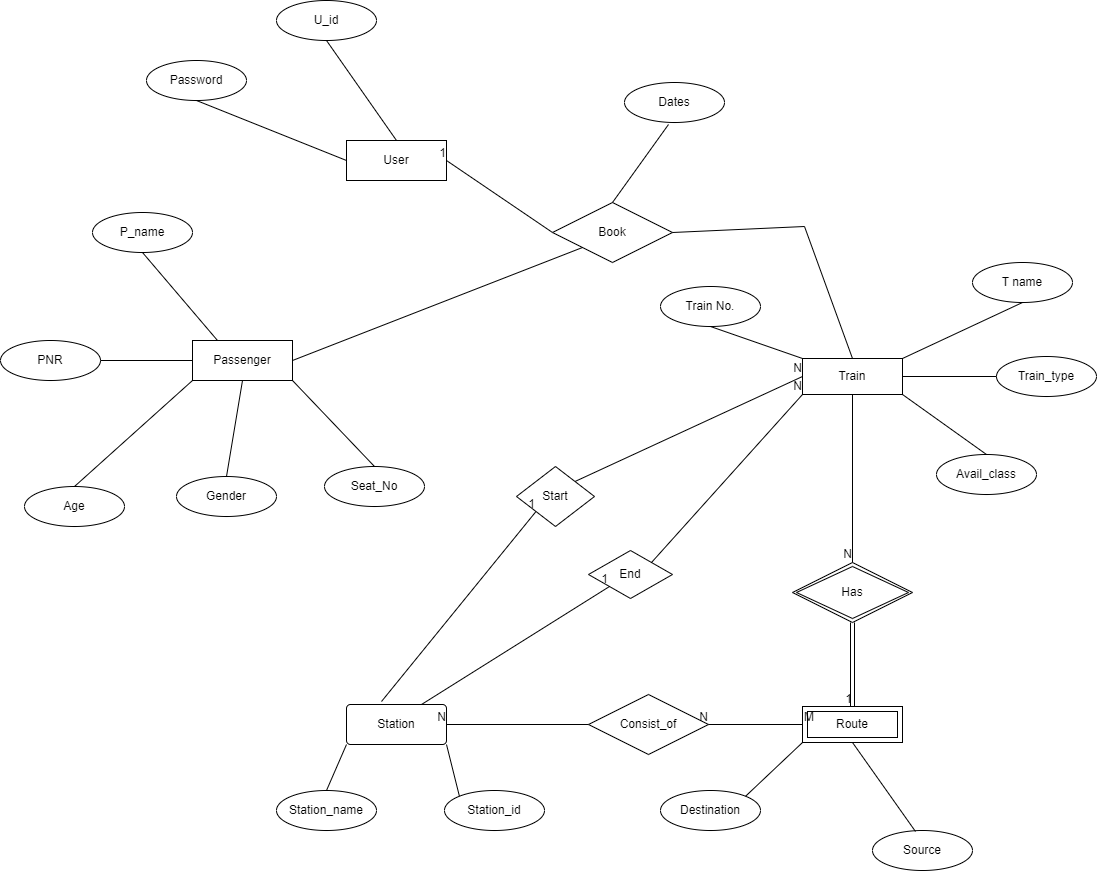 U_id
Password
Dates
User
1
P_name
Book
T name
Train No.
PNR
Passenger
N
Train
Train_type
N
Avail_class
Age
Gender
Seat_No
Start
1
N
End
1
Has
1
Station
N
Consist_of
N
M
Route
Station_name
Station_id
Destination
Source